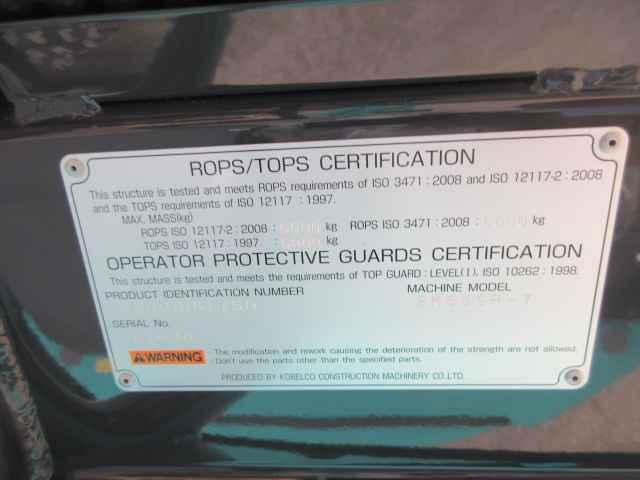 ROPS/TOPS CERTIFICATION
This structure is tested and meets ROPS requirements of ISO 3471 : 2008 and ISO 12117-2 : 2008
and the TOPS requirements of ISO 12117 : 1997.
MAX. MASS(kg)
ROPS ISO 12117-2 : 2008 : kg ROPS ISO 3471 : 2008 : kg
TOPS ISO 12117 : 1997 : kg
OPERATOR PROTECTIVE GUARDS CERTIFICATION
This structure is tested and meets the requirements of TOP GUARD : LEVEL(1), ISO 10262 : 1998.
PRODUCT IDENTIFICATION NUMBER MACHINE MODEL
SERIAL No.
WARNING The modification and rework causing the deterioration of the strength are not allowed.
Don't use the parts other than the specified parts.
PRODUCED BY KOBELCO CONSTRUCTION MACHINERY CO.,LTD.